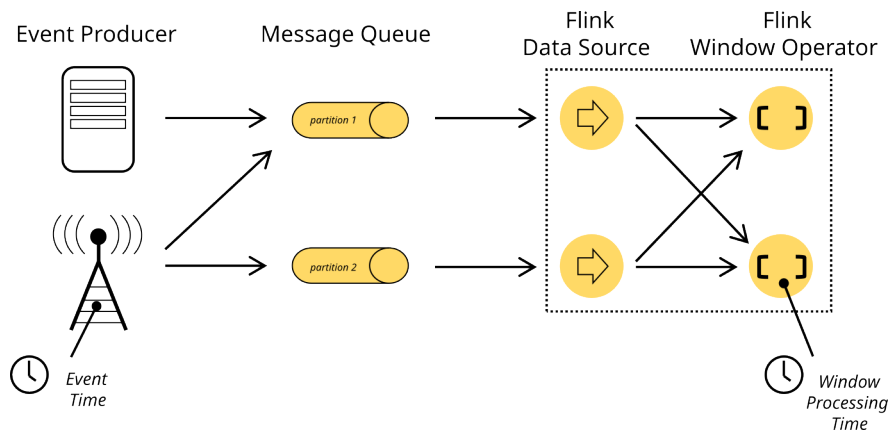 Event Producer
Message Queue
Flink
Data Source
Flink
Window Operator
partition 1
partition 2
Event
Time
Window
Processing
Time